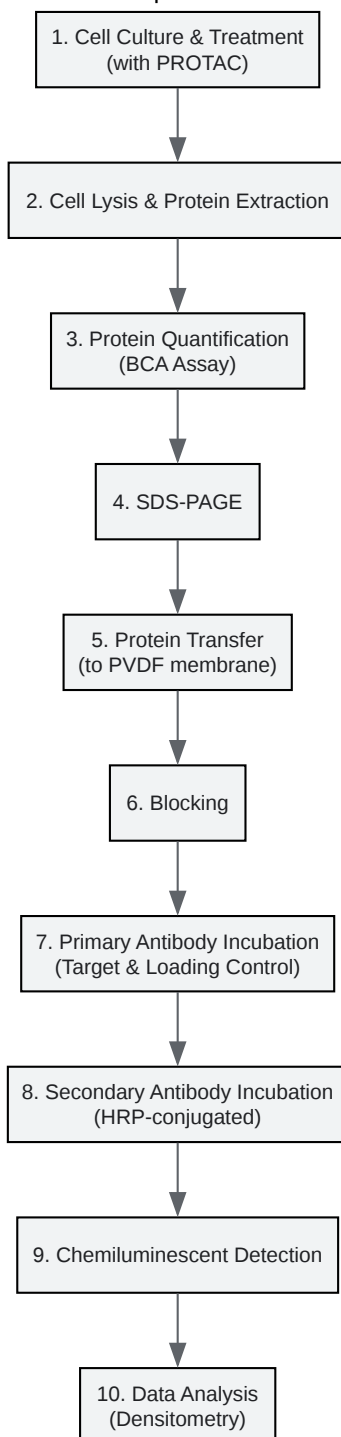 1. Cell Culture & Treatment
(with PROTAC)
2. Cell Lysis & Protein Extraction
3. Protein Quantification
(BCA Assay)
4. SDS-PAGE
5. Protein Transfer
(to PVDF membrane)
6. Blocking
7. Primary Antibody Incubation
(Target & Loading Control)
8. Secondary Antibody Incubation
(HRP-conjugated)
9. Chemiluminescent Detection
10. Data Analysis
(Densitometry)